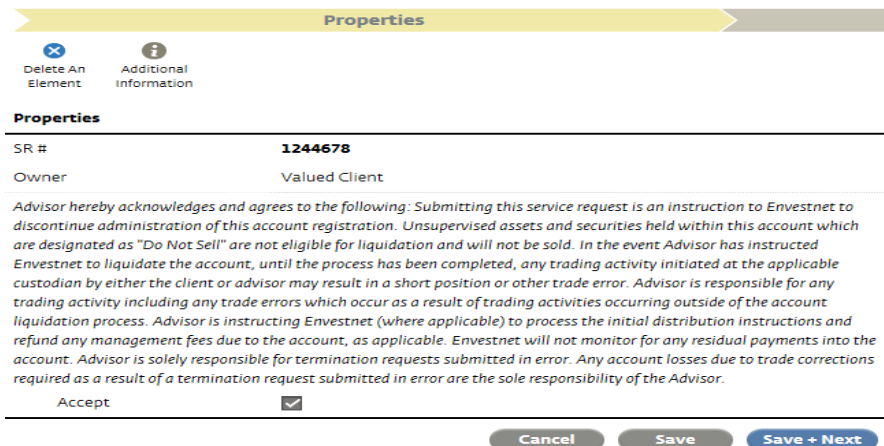 Properties
Delete An Additional
Element Information
Properties
SR # 1244678
Owner Valued Client
Advisor hereby acknowledges and agrees to the following: Submitting this service request is an instruction to Envestnet to
discontinue administration of this account registration. Unsupervised assets and securities held within this account which
are designated as "Do Not Sell" are not eligible for liquidation and will not be sold. In the event Advisor has instructed
Envestnet to liquidate the account, until the process has been completed, any trading activity initiated at the applicable
custodian by either the client or advisor may result in a short position or other trade error. Advisor is responsible for any
trading activity including any trade errors which occur as a result of trading activities occurring outside of the account
liquidation process. Advisor is instructing Envestnet (where applicable) to process the initial distribution instructions and
refund any management fees due to the account, as applicable. Envestnet will not monitor for any residual payments into the
account. Advisor is solely responsible for termination requests submitted in error. Any account losses due to trade corrections
required as a result of a termination request submitted in error are the sole responsibility of the Advisor.
Accept
Cancel Save Save + Next